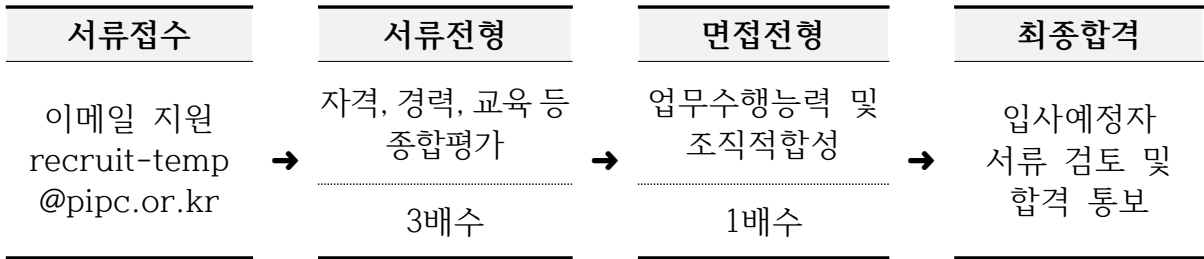 서류접수
이메일 지원
recruit-temp
@pipc.or.kr
➜
서류전형
자격, 경력, 교육 등
종합평가
3배수
➜
면접전형
업무수행능력 및
조직적합성
1배수
➜
최종합격
입사예정자
서류 검토 및
합격 통보